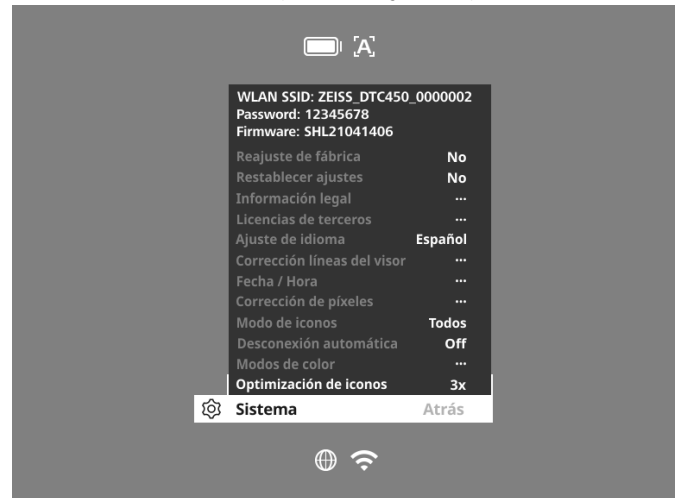 [A]
WLAN SSID: ZEISS_DTC450_0000002
Password: 12345678
Firmware: SHL21041406
Reajuste de fábrica No
Restablecer ajustes No
Información legal ...
Licencias de terceros ...
Ajuste de idioma Español
Corrección líneas del visor ...
Fecha / Hora ...
Corrección de píxeles ...
Modo de iconos Todos
Desconexión automática Off
Modos de color ...
Optimización de iconos 3x
Sistema Atrás